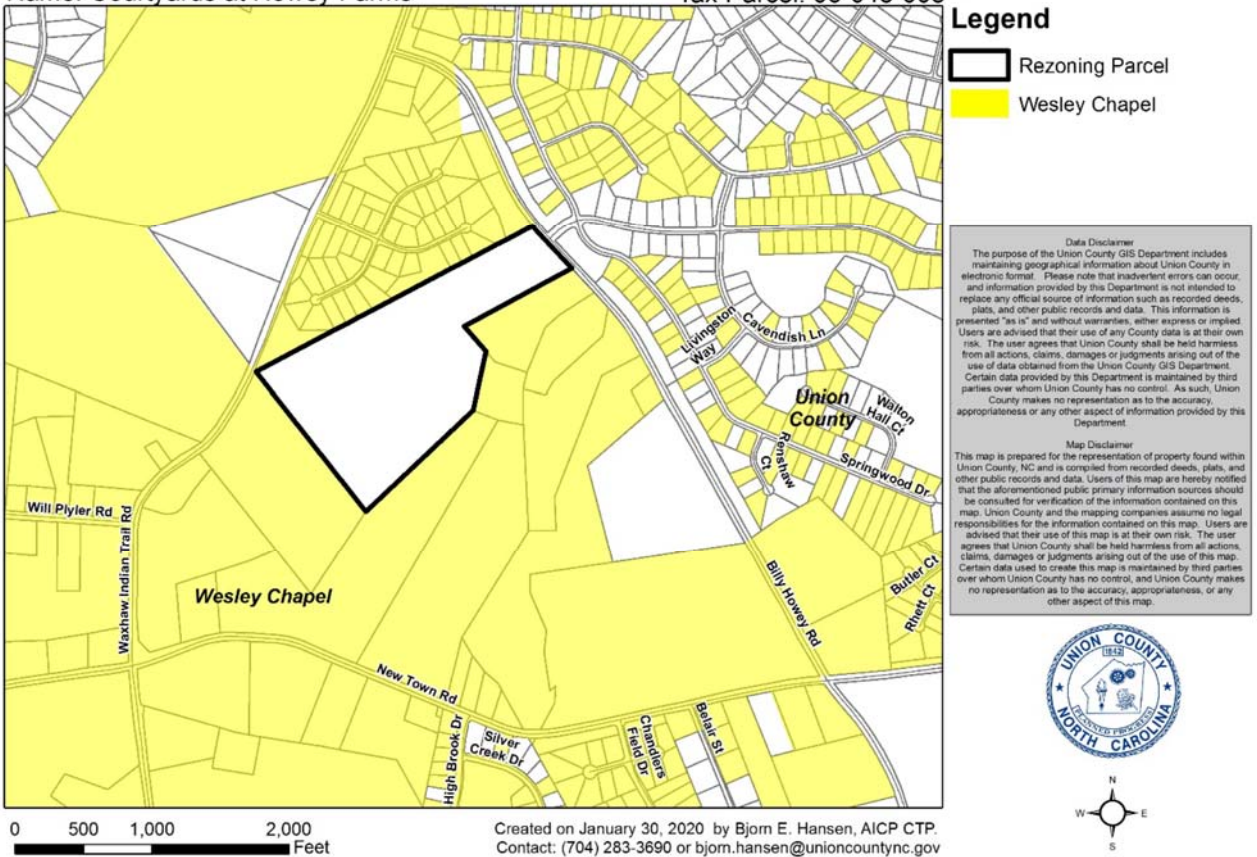 Name: Courtyards at Howey Farms
Legend
Rezoning Parcel
Wesley Chapel
Data Disclaimer
The purpose of the Union County GIS Department includes
maintaining geographical information about Union County in
electronic format. Please note that inadvertent errors can occur,
and information provided by this Department is not intended to
replace any official source of information such as recorded deeds,
plats, and other public records and data. This information is
presented "as is" and without warranties, either express or implied.
Users are advised that their use of any County data is at their own
risk. The user agrees that Union County shall be held harmless
from all actions, claims, damages or judgments arising out of the
use of data obtained from the Union County GIS Department.
Certain data provided by this Department is maintained by third
parties over whom Union County has no control. As such, Union
County makes no representation as to the accuracy,
appropriateness or any other aspect of information provided by this
Department.
Map Disclaimer
This map is prepared for the representation of property found within
Union County, NC and is compiled from recorded deeds, plats, and
other public records and data. Users of this map are hereby notified
that the aforementioned public primary information sources should
be consulted for verification of the information contained on this
map. Union County and the mapping companies assume no legal
responsibilities for the information contained on this map. Users are
advised that their use of this map is at their own risk. The user
agrees that Union County shall be held harmless from all actions,
claims, damages or judgments arising out of the use of this map.
Certain data used to create this map is maintained by third parties
over whom Union County has no control, and Union County makes
no representation as to the accuracy, appropriateness, or any
other aspect of this map.
Livingston
Way
Cavendish Ln
Union
County
Walton
Hall Ct
Renshaw
Ct
Springwood Dr
Will Plyler Rd
Waxhaw Indian Trail Rd
Wesley Chapel
Billy Howey Rd
Butler Ct
Rhett Ct
New Town Rd
High Brook Dr
Silver
Creek Dr
Chandlers
Field Dr
Belair St
UNION COUNTY
1842
PLANNED PROGRESS
NORTH CAROLINA
N
W
E
S
0 500 1,000 2,000
Feet
Created on January 30, 2020 by Bjorn E. Hansen, AICP CTP.
Contact: (704) 283-3690 or bjorn.hansen@unioncountync.gov